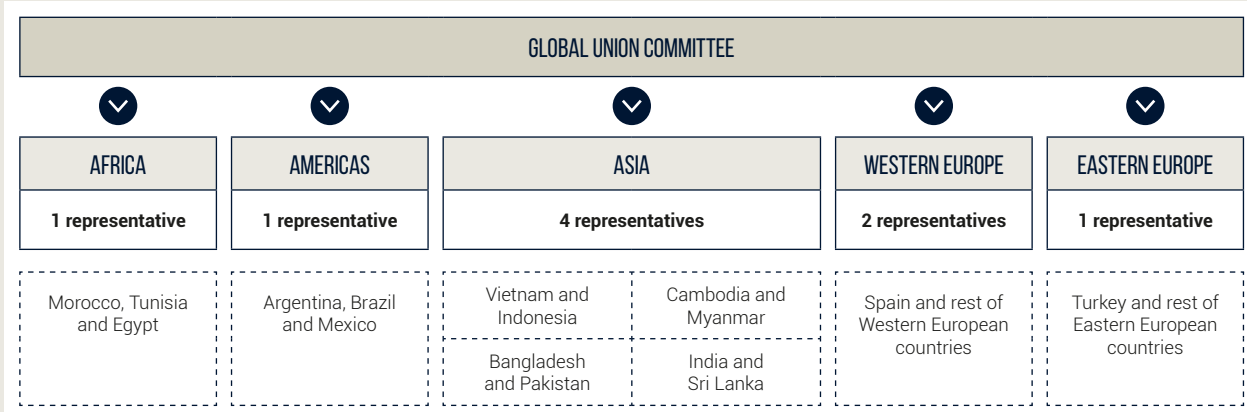 GLOBAL UNION COMMITTEE
AFRICA
1 representative
Morocco, Tunisia
and Egypt
AMERICAS
1 representative
Argentina, Brazil
and Mexico
ASIA
4 representatives
Vietnam and
Indonesia
Cambodia and
Myanmar
Bangladesh
and Pakistan
India and
Sri Lanka
WESTERN EUROPE
2 representatives
Spain and rest of
Western European
countries
EASTERN EUROPE
1 representative
Turkey and rest of
Eastern European
countries